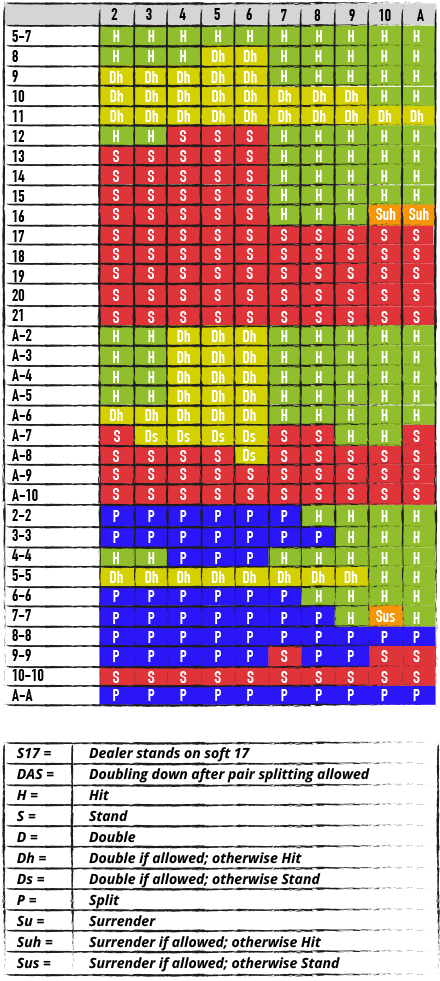 2 3 4 5 6 7 8 9 10 A
5-7 H H H H H H H H H H
8 H H H Dh Dh H H H H H
9 Dh Dh Dh Dh Dh H H H H H
10 Dh Dh Dh Dh Dh Dh Dh Dh H H
11 Dh Dh Dh Dh Dh Dh Dh Dh Dh Dh
12 H H S S S H H H H H
13 S S S S S H H H H H
14 S S S S S H H H H H
15 S S S S S H H H H H
16 S S S S S H H H Suh Suh
17 S S S S S S S S S S
18 S S S S S S S S S S
19 S S S S S S S S S S
20 S S S S S S S S S S
21 S S S S S S S S S S
A-2 H H Dh Dh Dh H H H H H
A-3 H H Dh Dh Dh H H H H H
A-4 H H Dh Dh Dh H H H H H
A-5 H H Dh Dh Dh H H H H H
A-6 Dh Dh Dh Dh Dh H H H H H
A-7 S Ds Ds Ds Ds S S H H S
A-8 S S S S Ds S S S S S
A-9 S S S S S S S S S S
A-10 S S S S S S S S S S
2-2 P P P P P P H H H H
3-3 P P P P P P P H H H
4-4 H H P P P H H H H H
5-5 Dh Dh Dh Dh Dh Dh Dh Dh H H
6-6 P P P P P P H H H H
7-7 P P P P P P P H Sus H
8-8 P P P P P P P P P P
9-9 P P P P P S P P S S
10-10 S S S S S S S S S S
A-A P P P P P P P P P P
S17 = Dealer stands on soft 17
DAS = Doubling down after pair splitting allowed
H = Hit
S = Stand
D = Double
Dh = Double if allowed; otherwise Hit
Ds = Double if allowed; otherwise Stand
P = Split
Su = Surrender
Suh = Surrender if allowed; otherwise Hit
Sus = Surrender if allowed; otherwise Stand